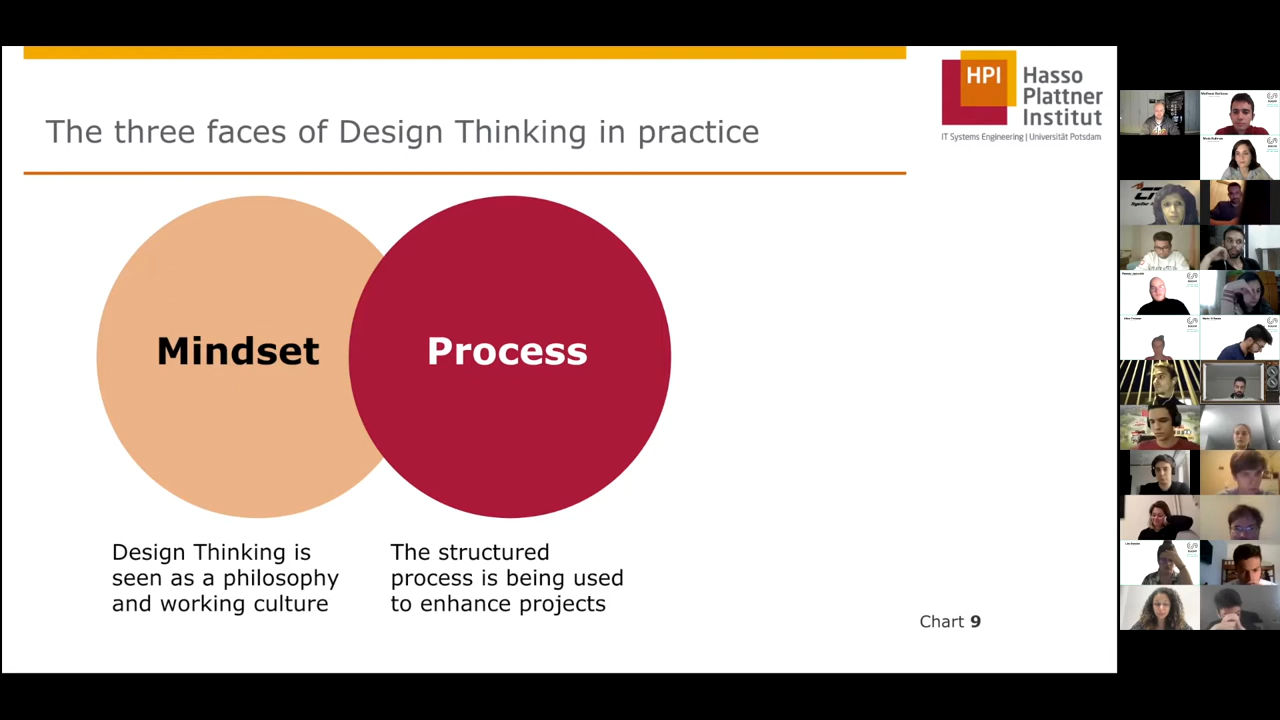 The three faces of Design Thinking in practice
HPI
Hasso
Plattner
Institut
IT Systems Engineering | Universität Potsdam
Mindset
Process
Design Thinking is
seen as a philosophy
and working culture
The structured
process is being used
to enhance projects
Chart 9